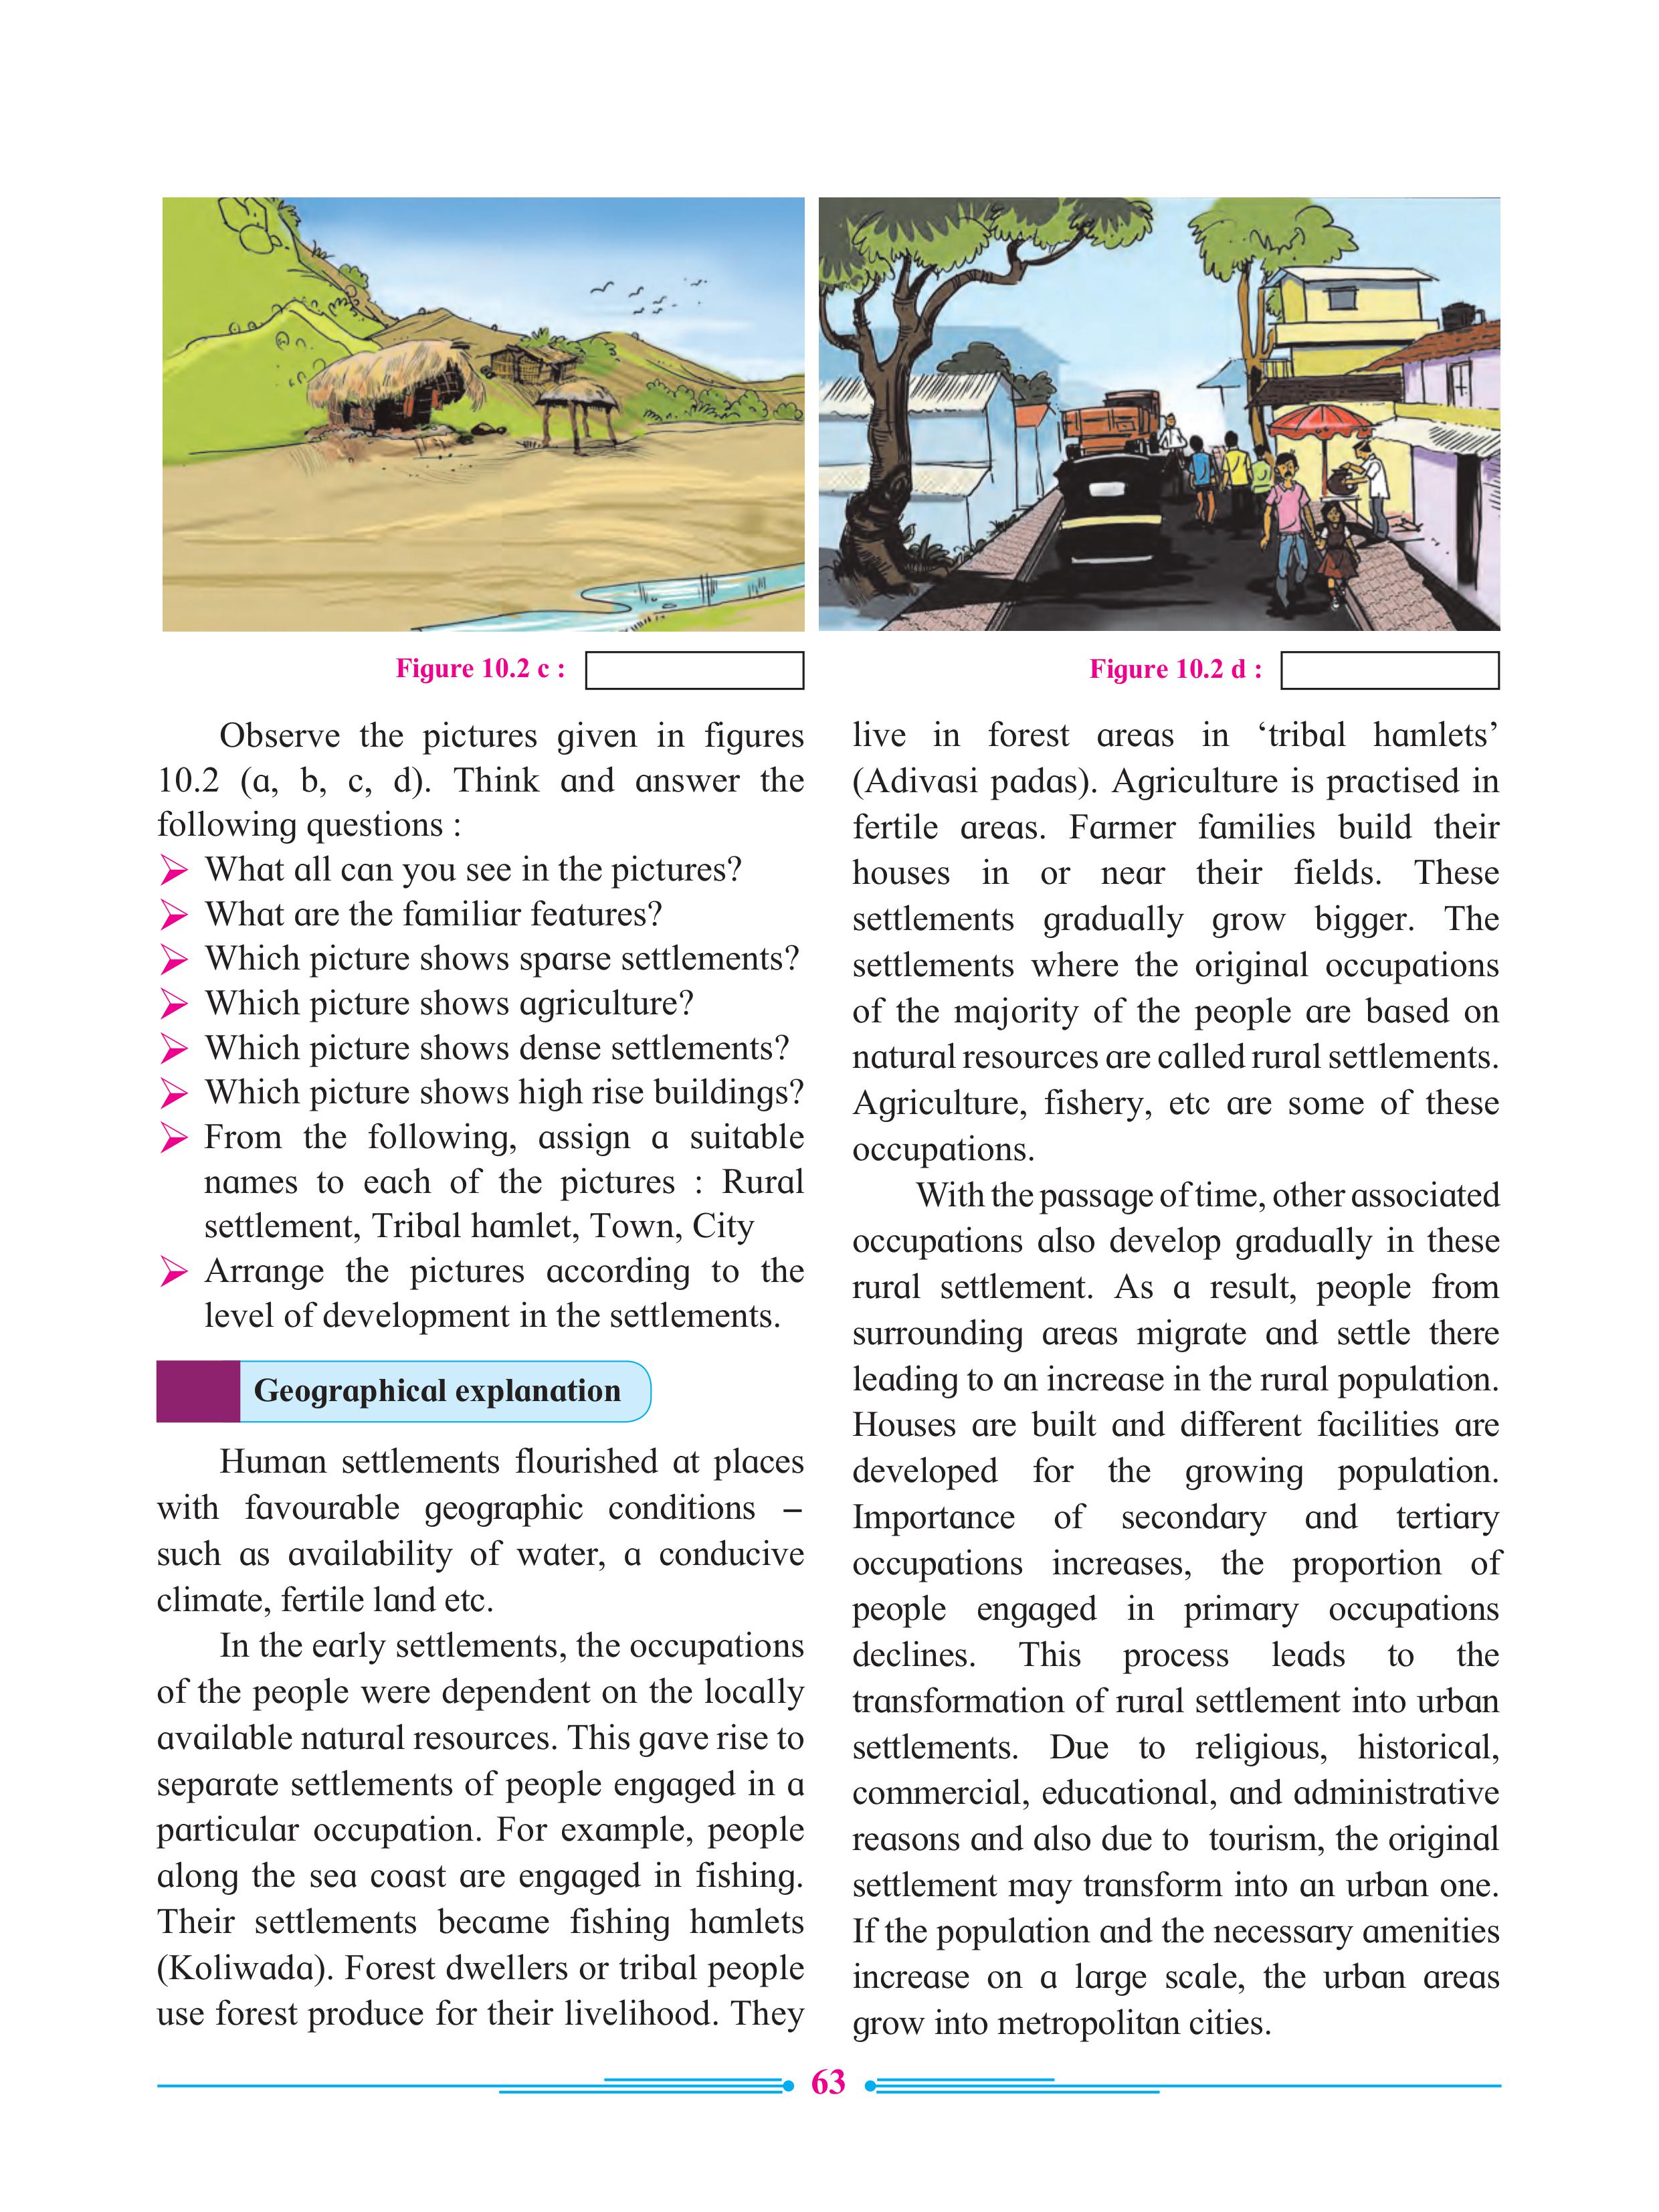 Figure 10.2 c :
Figure 10.2 d :
Observe the pictures given in figures
10.2 (a, b, c, d). Think and answer the
following questions :
What all can you see in the pictures?
What are the familiar features?
Which picture shows sparse settlements?
Which picture shows agriculture?
Which picture shows dense settlements?
Which picture shows high rise buildings?
From the following, assign a suitable
names to each of the pictures : Rural
settlement, Tribal hamlet, Town, City
Arrange the pictures according to the
level of development in the settlements.
Geographical explanation
Human settlements flourished at places
with favourable geographic conditions –
such as availability of water, a conducive
climate, fertile land etc.
In the early settlements, the occupations
of the people were dependent on the locally
available natural resources. This gave rise to
separate settlements of people engaged in a
particular occupation. For example, people
along the sea coast are engaged in fishing.
Their settlements became fishing hamlets
(Koliwada). Forest dwellers or tribal people
use forest produce for their livelihood. They
live in forest areas in ‘tribal hamlets’
(Adivasi padas). Agriculture is practised in
fertile areas. Farmer families build their
houses in or near their fields. These
settlements gradually grow bigger. The
settlements where the original occupations
of the majority of the people are based on
natural resources are called rural settlements.
Agriculture, fishery, etc are some of these
occupations.
With the passage of time, other associated
occupations also develop gradually in these
rural settlement. As a result, people from
surrounding areas migrate and settle there
leading to an increase in the rural population.
Houses are built and different facilities are
developed for the growing population.
Importance of secondary and tertiary
occupations increases, the proportion of
people engaged in primary occupations
declines. This process leads to the
transformation of rural settlement into urban
settlements. Due to religious, historical,
commercial, educational, and administrative
reasons and also due to tourism, the original
settlement may transform into an urban one.
If the population and the necessary amenities
increase on a large scale, the urban areas
grow into metropolitan cities.
63